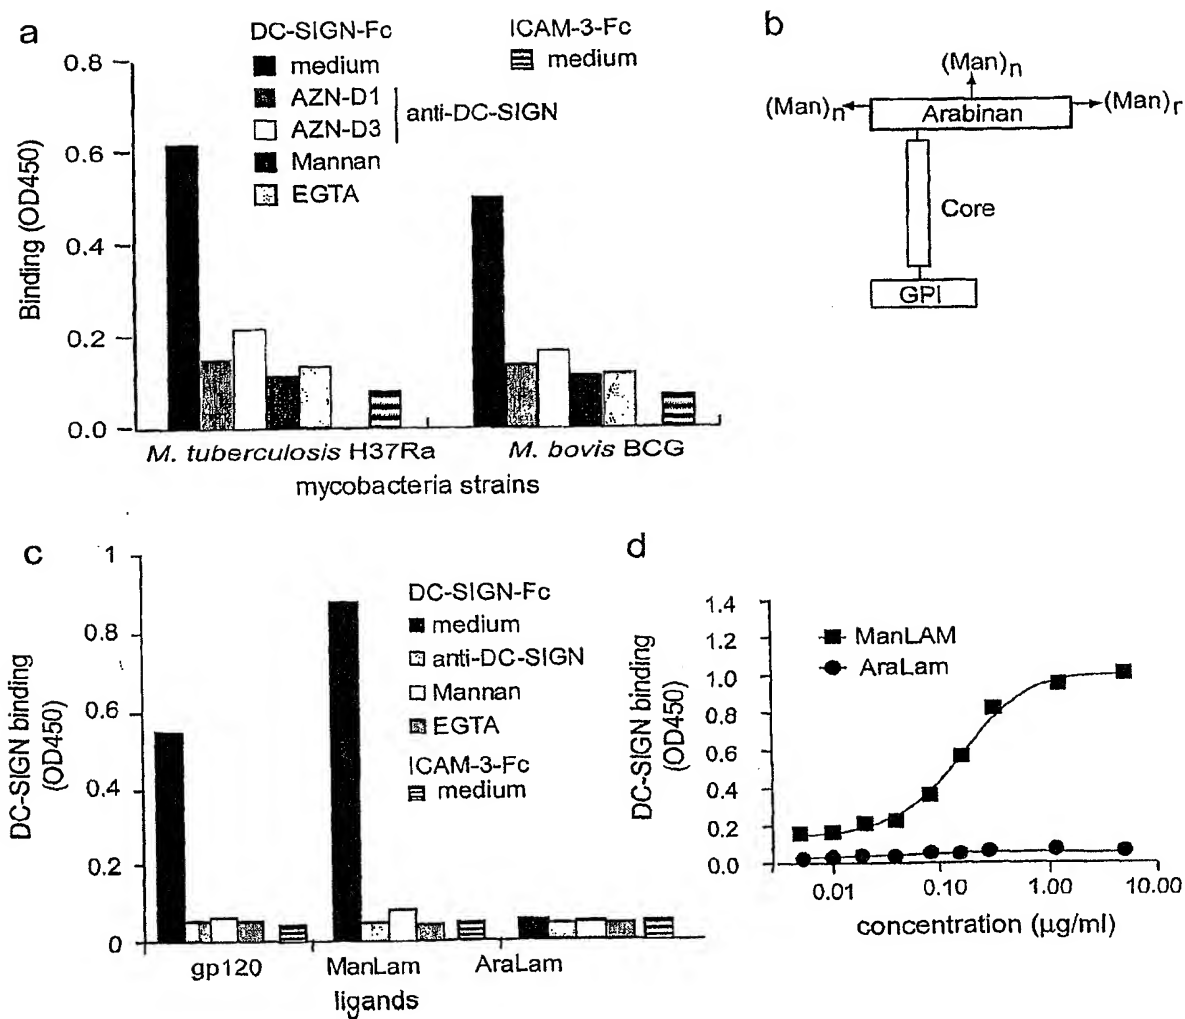 a
DC-SIGN-Fc
medium
AZN-D1
AZN-D3
anti-DC-SIGN
Mannan
EGTA
ICAM-3-Fc
medium
0.8
0.6
0.4
0.2
0.0
Binding (OD450)
M. tuberculosis H37Ra
M. bovis BCG
mycobacteria strains
b
(Man)n
(Man)n
(Man)r
Arabinan
Core
GPI
c
1
0.8
0.6
0.4
0.2
0
DC-SIGN binding
(OD450)
DC-SIGN-Fc
medium
anti-DC-SIGN
Mannan
EGTA
ICAM-3-Fc
medium
gp120
ManLam
AraLam
ligands
d
1.4
1.2
1.0
0.8
0.6
0.4
0.2
0.0
DC-SIGN binding
(OD450)
ManLAM
AraLam
0.01
0.10
1.00
10.00
concentration (µg/ml)